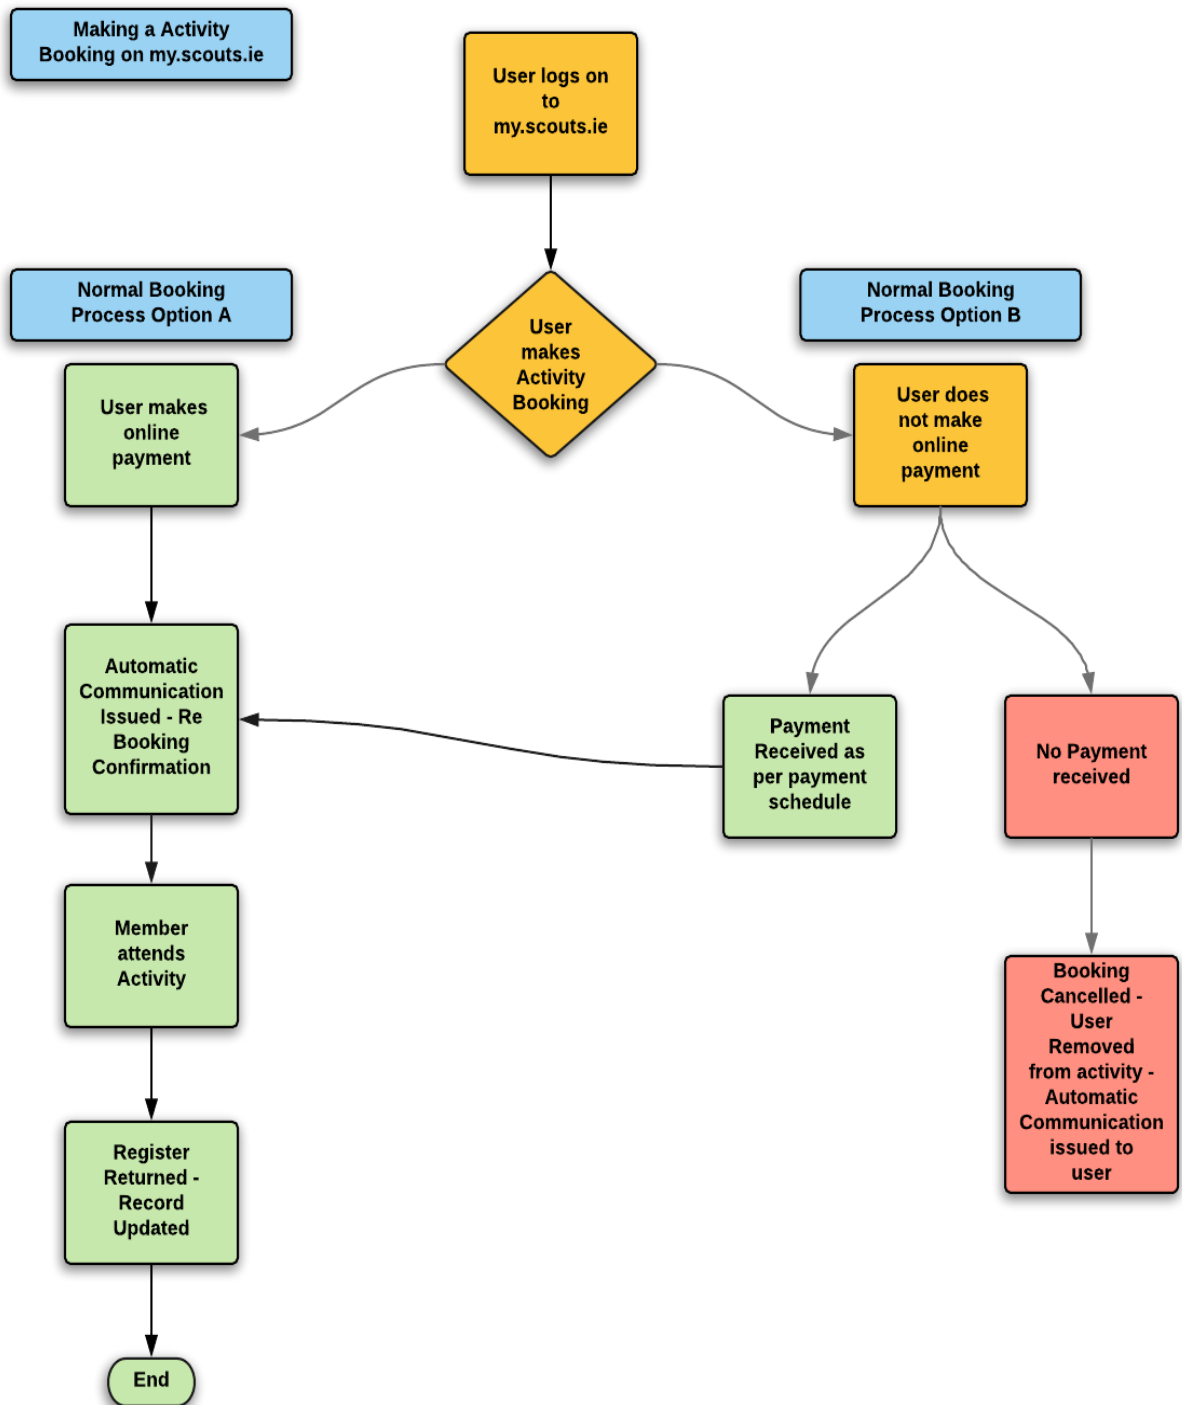 Making a Activity
Booking on my.scouts.ie
User logs on
to
my.scouts.ie
Normal Booking
Process Option A
User
makes
Activity
Booking
Normal Booking
Process Option B
User makes
online
payment
User does
not make
online
payment
Automatic
Communication
Issued - Re
Booking
Confirmation
Payment
Received as
per payment
schedule
No Payment
received
Member
attends
Activity
Booking
Cancelled -
User
Removed
from activity -
Automatic
Communication
issued to
user
Register
Returned -
Record
Updated
End